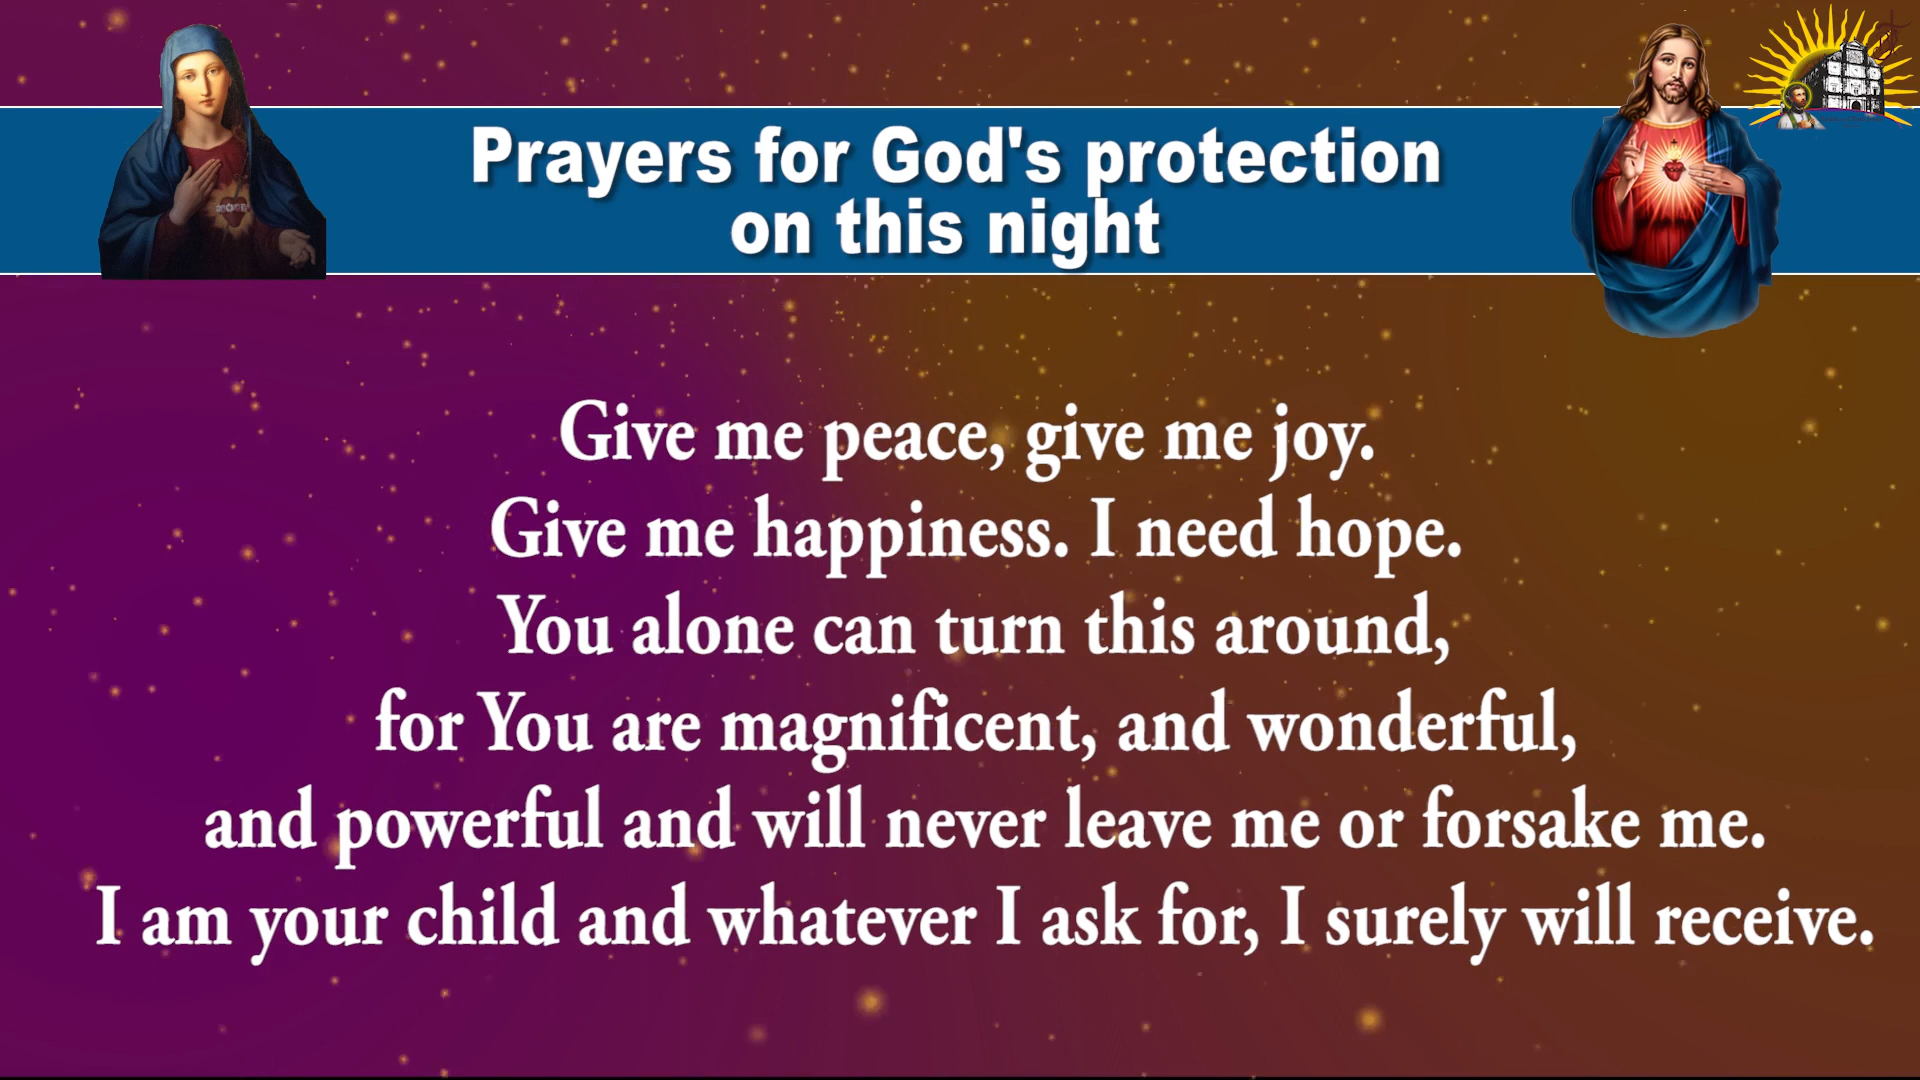 Prayers for God's protection
on this night
Give me peace, give me joy.
Give me happiness. I need hope.
You alone can turn this around,
for You are magnificent, and wonderful,
and powerful and will never leave me or forsake me.
I am your child and whatever I ask for, I surely will receive.